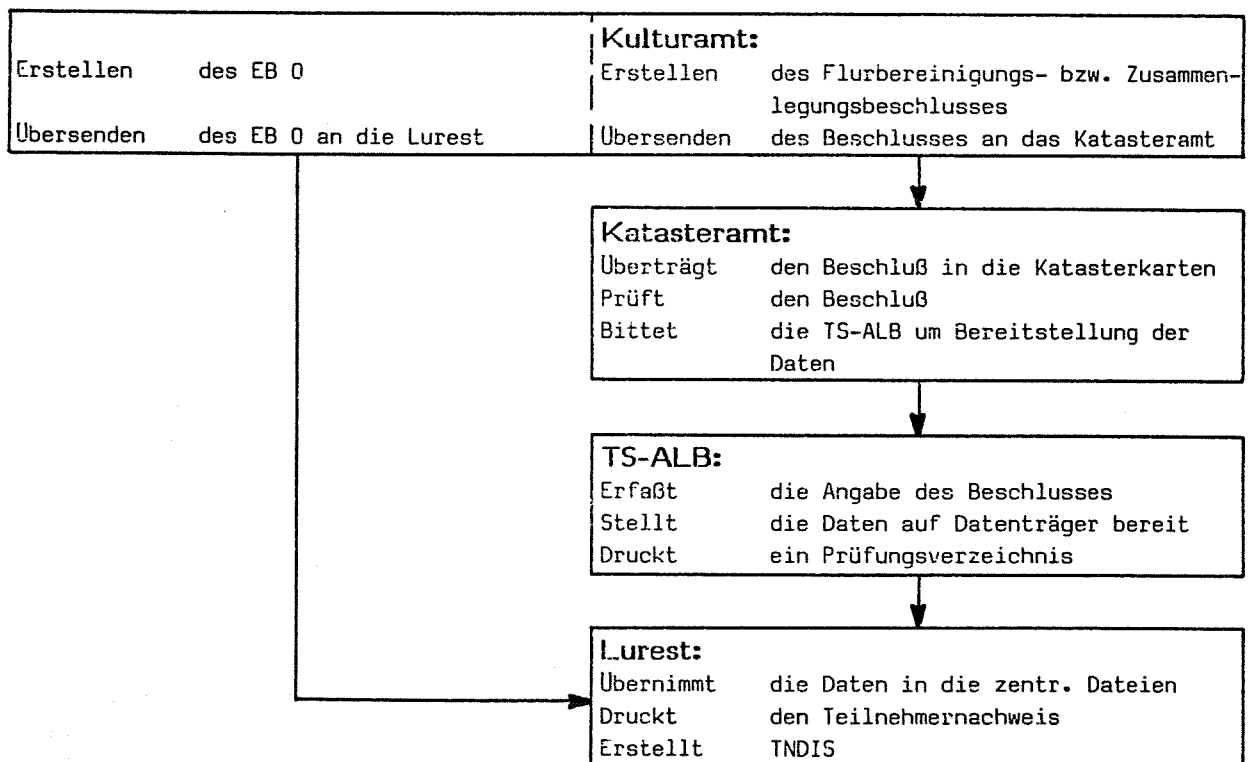 Erstellen des EB 0
Übersenden des EB 0 an die Lurest
Kulturamt:
Erstellen des Flurbereinigungs- bzw. Zusammen-
legungsbeschlusses
Übersenden des Beschlusses an das Katasteramt
Katasteramt:
Überträgt den Beschluß in die Katasterkarten
Prüft den Beschluß
Bittet die TS-ALB um Bereitstellung der
Daten
TS-ALB:
Erfaßt die Angabe des Beschlusses
Stellt die Daten auf Datenträger bereit
Druckt ein Prüfungsverzeichnis
Lurest:
Übernimmt die Daten in die zentr. Dateien
Druckt den Teilnehmernachweis
Erstellt TNDIS